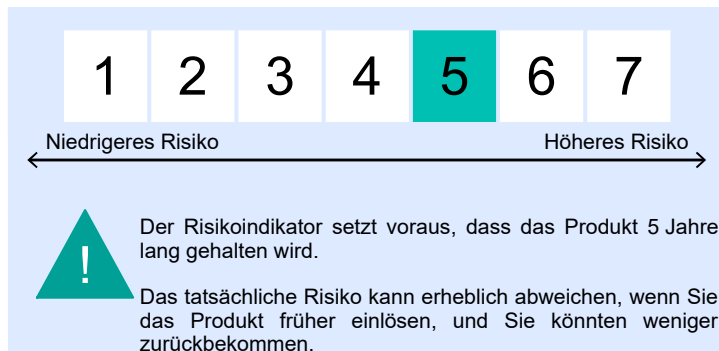 1 2 3 4 5 6 7
Niedrigeres Risiko Höheres Risiko
Der Risikoindikator setzt voraus, dass das Produkt 5 Jahre
lang gehalten wird.
!
Das tatsächliche Risiko kann erheblich abweichen, wenn Sie
das Produkt früher einlösen, und Sie könnten weniger
zurückbekommen.